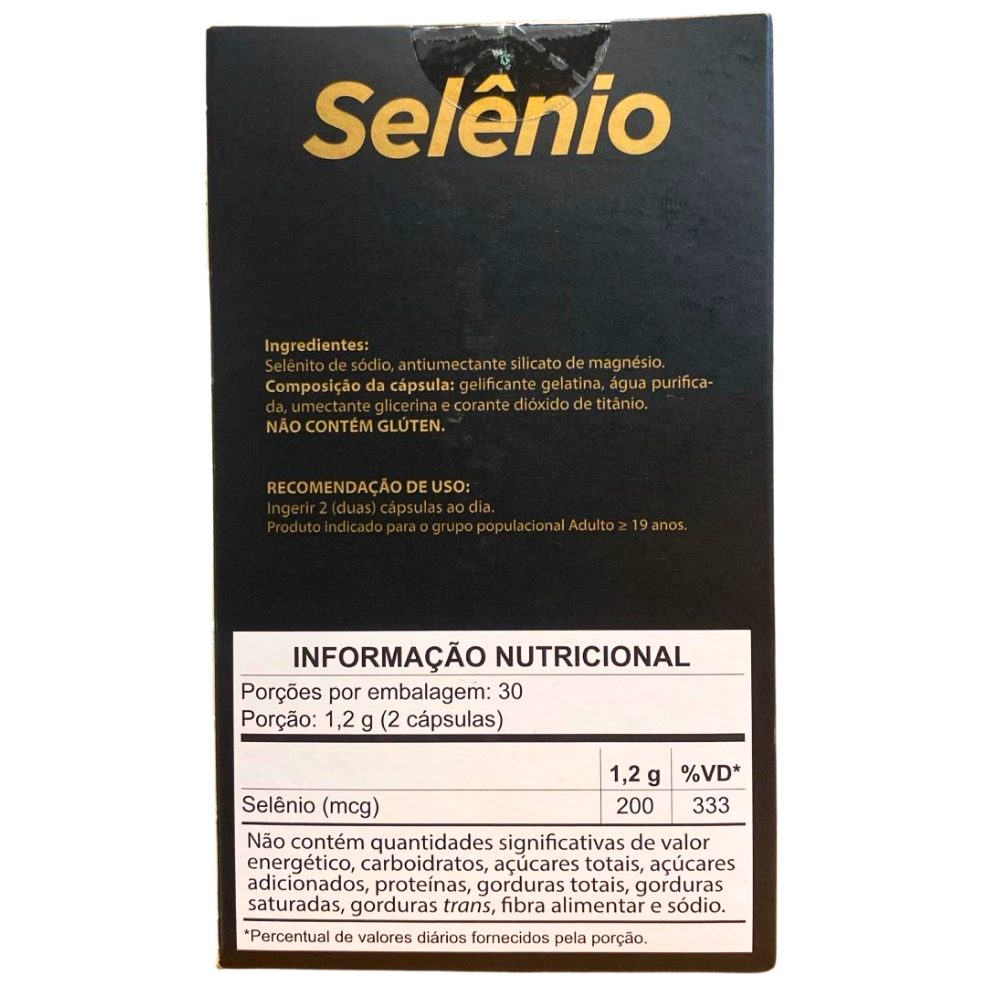 Selênio
Ingredientes:
Selênito de sódio, antiumectante silicato de magnésio.
Composição da cápsula: gelificante gelatina, água purifica-
da, umectante glicerina e corante dióxido de titânio.
NÃO CONTÉM GLÚTEN.
RECOMENDAÇÃO DE USO:
Ingerir 2 (duas) cápsulas ao dia.
Produto indicado para o grupo populacional Adulto ≥ 19 anos.
INFORMAÇÃO NUTRICIONAL
Porções por embalagem: 30
Porção: 1,2 g (2 cápsulas)
1,2 g %VD*
Selênio (mcg) 200 333
Não contém quantidades significativas de valor
energético, carboidratos, açúcares totais, açúcares
adicionados, proteínas, gorduras totais, gorduras
saturadas, gorduras trans, fibra alimentar e sódio.
*Percentual de valores diários fornecidos pela porção.